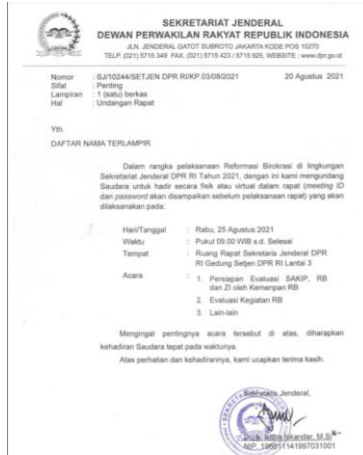 SEKRETARIAT JENDERAL
DEWAN PERWAKILAN RAKYAT REPUBLIK INDONESIA
JLN. JENDERAL GATOT SUBROTO JAKARTA KODE POS 10270
TELP. (021) 5715 349 FAX. (021) 5715 423 / 5715 925, WEBSITE : www.dpr.go.id
Nomor : SJ/10244/SETJEN DPR RI/KP.03/08/2021 20 Agustus 2021
Sifat : Penting
Lampiran : 1 (satu) berkas
Hal : Undangan Rapat
Yth.
DAFTAR NAMA TERLAMPIR
Dalam rangka pelaksanaan Reformasi Birokrasi di lingkungan
Sekretariat Jenderal DPR RI Tahun 2021, dengan ini kami mengundang
Saudara untuk hadir secara fisik atau virtual dalam rapat (meeting ID
dan password akan disampaikan sebelum pelaksanaan rapat) yang akan
dilaksanakan pada:
Hari/Tanggal : Rabu, 25 Agustus 2021
Waktu : Pukul 09.00 WIB s.d. Selesai
Tempat : Ruang Rapat Sekretaris Jenderal DPR
RI Gedung Setjen DPR RI Lantai 3
Acara : 1. Persiapan Evaluasi SAKIP, RB
dan ZI oleh Kemenpan RB
2. Evaluasi Kegiatan RB
3. Lain-lain
Mengingat pentingnya acara tersebut di atas, diharapkan
kehadiran Saudara tepat pada waktunya.
Atas perhatian dan kehadirannya, kami ucapkan terima kasih.
Sekretaris Jenderal,
Iskandar, M.Si
NIP. 196611141997031001